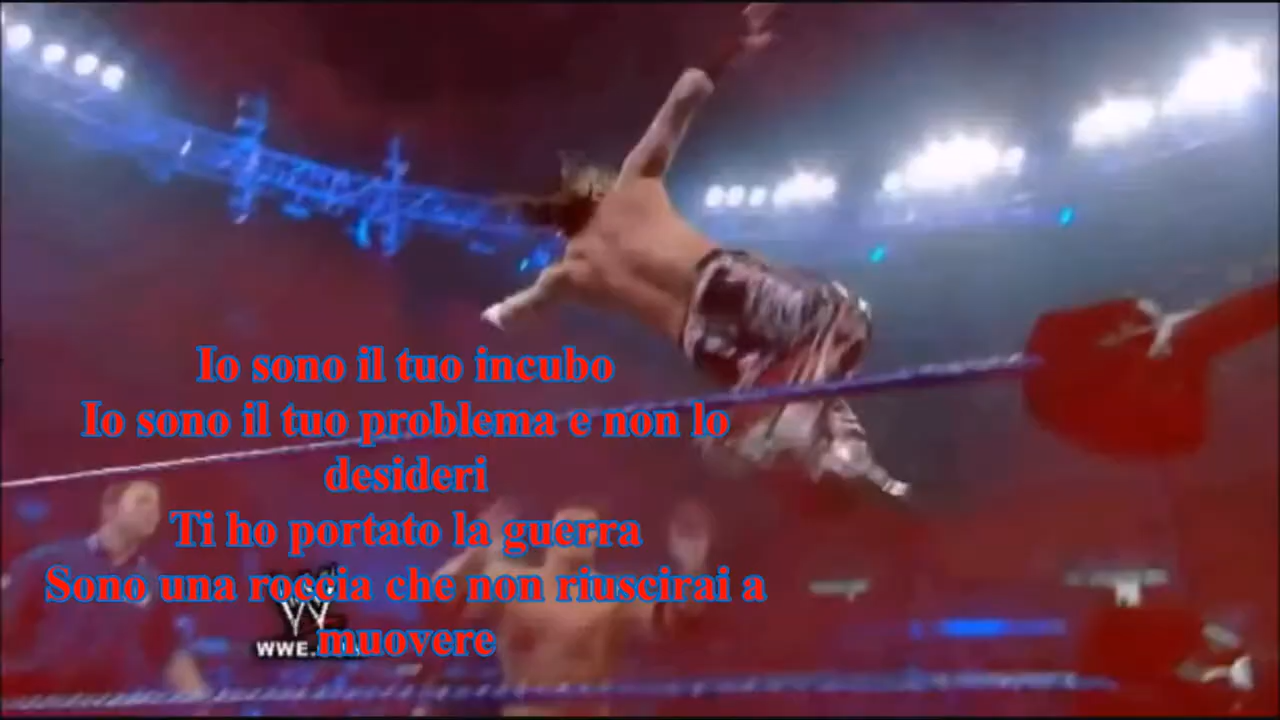 Io sono il tuo incubo
Io sono il tuo problema e non lo
desideri
Ti ho portato la guerra
Sono una roccia che non riuscirai a
muovere
W
WWE.